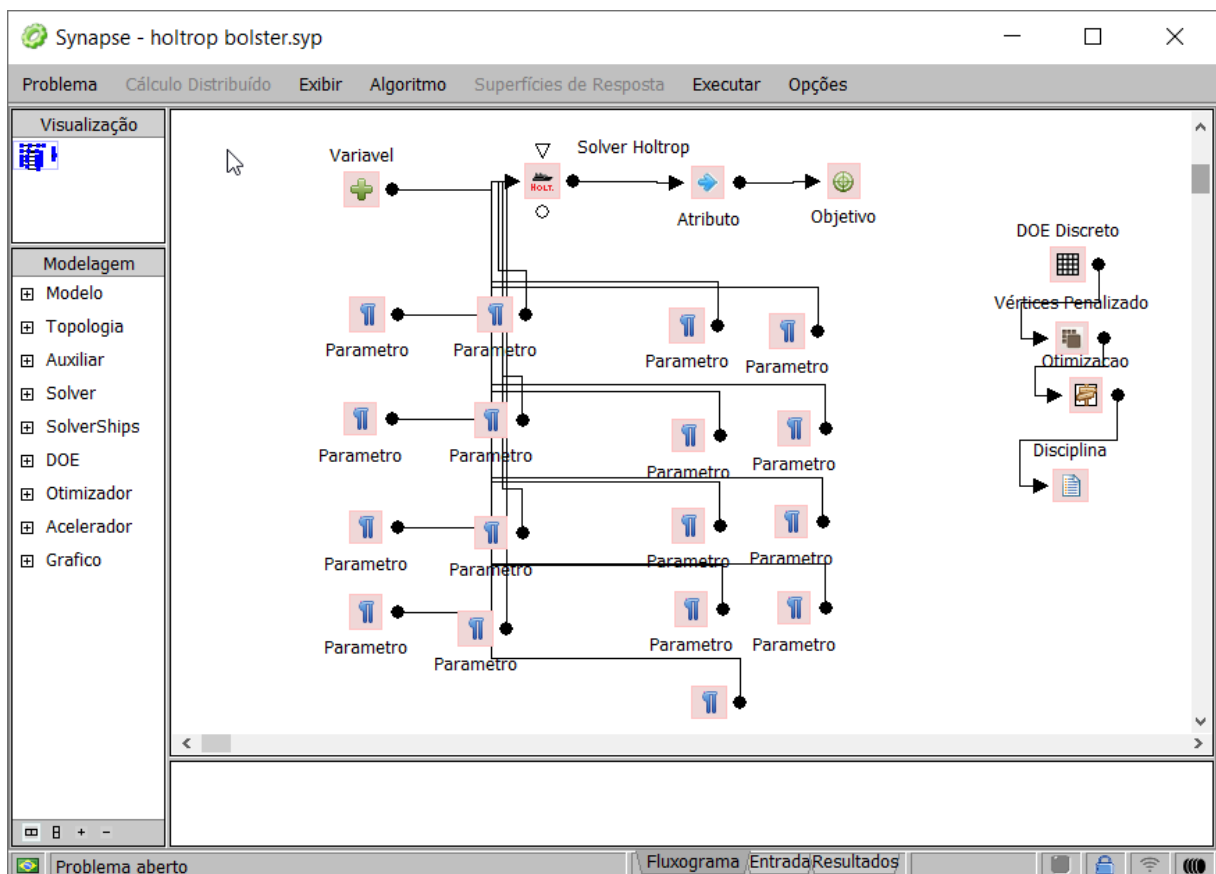 Synapse - holtrop bolster.syp
Problema Cálculo Distribuído Exibir Algoritmo Superfícies de Resposta Executar Opções
Visualização
Modelagem
Modelo
Topologia
Auxiliar
Solver
SolverShips
DOE
Otimizador
Acelerador
Grafico
Variavel
Solver Holtrop
HOLT.
Atributo
Objetivo
Parametro Parametro Parametro Parametro
Parametro Parametro Parametro Parametro
Parametro Parametro Parametro Parametro
Parametro Parametro Parametro Parametro
DOE Discreto
Vértices Penalizado
Otimizacao
Disciplina
Problema aberto
Fluxograma Entrada Resultados